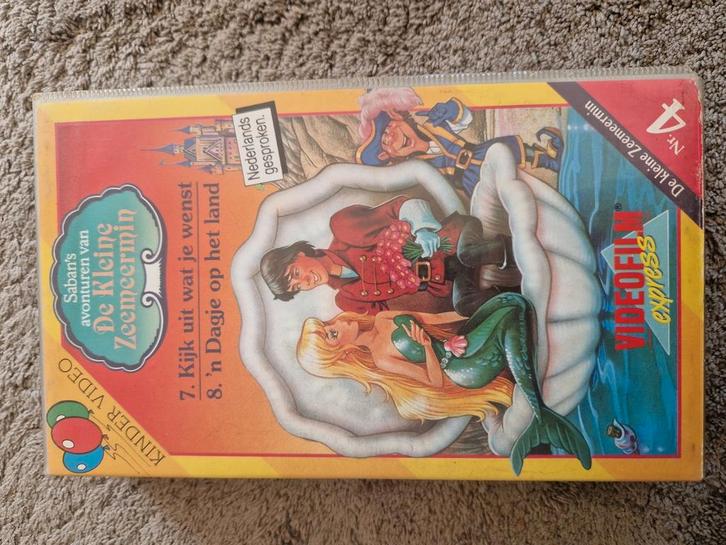 KINDER VIDEO
Saban's
avonturen van
De Kleine
Zeemeermin
7. Kijk uit wat je wenst
8. 'n Dagje op het land
Nederlands
gesproken.
VIDEOFILM®
express
Nr. 4
De kleine Zeemeermin